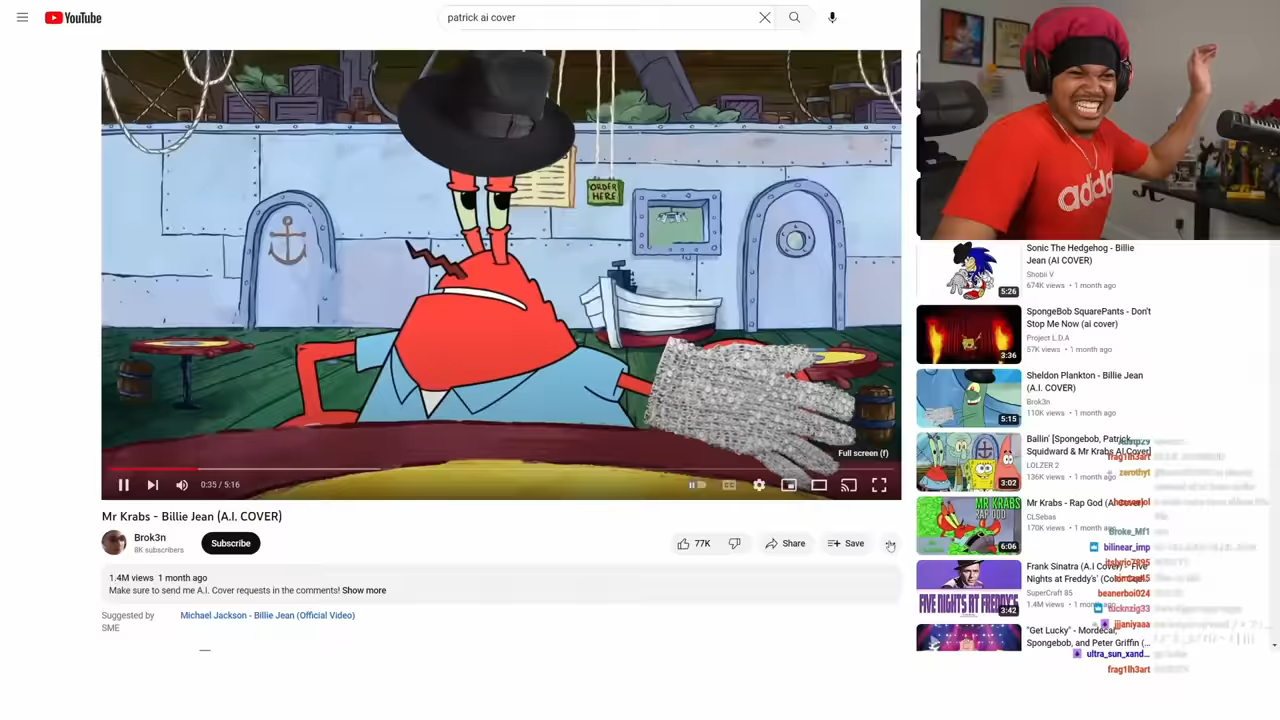 YouTube
patrick ai cover
ORDER
HERE
adida
Full screen (f)
0:35 / 5:16
Mr Krabs - Billie Jean (A.I. COVER)
Brok3n
8K subscribers
Subscribe
77K
Share
Save
1.4M views 1 month ago
Make sure to send me A.I. Cover requests in the comments! Show more
Suggested by
SME
Michael Jackson - Billie Jean (Official Video)
Sonic The Hedgehog - Billie
Jean (AI COVER)
Shobii V
674K views • 1 month ago
5:26
SpongeBob SquarePants - Don't
Stop Me Now (ai cover)
Project L.D.A
57K views • 1 month ago
3:36
Sheldon Plankton - Billie Jean
(A.I. COVER)
Brok3n
110K views • 1 month ago
5:15
Ballin' [Spongebob, Patrick,
Squidward & Mr Krabs AI Cover]
LOLZER 2
136K views • 1 month ago
3:02
frag1lh3art
zerothyt
Mr Krabs - Rap God
CLSebas
170K views • 1 month ago
MR KRABS
RAP GOD
6:06
Broke_Mf1
bilinear_imp
Frank Sinatra (A.I Cover) - Five
Nights at Freddy's'
SuperCraft 85
1.4M views • 1 month ago
FIVE NIGHTS AT FREDDY'S
3:42
beanerboi024
jjjaniyaaa
"Get Lucky" - Mordecai,
Spongebob, and Peter Griffin (...
ultra_sun_xand...
frag1lh3art